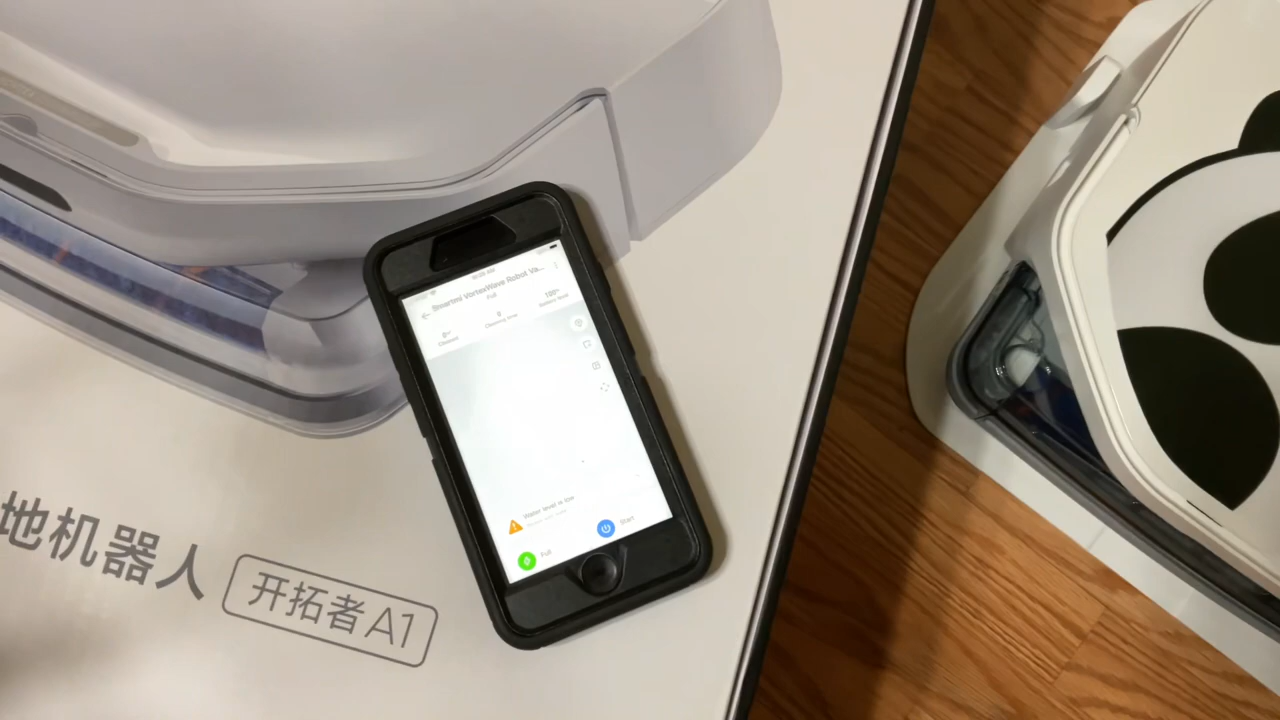 Smartmi VortexWave Robot Va...
Full
100%
Cleaned
Cleaning time
Battery level
Water level is low
Start
Full
地机器人 开拓者A1